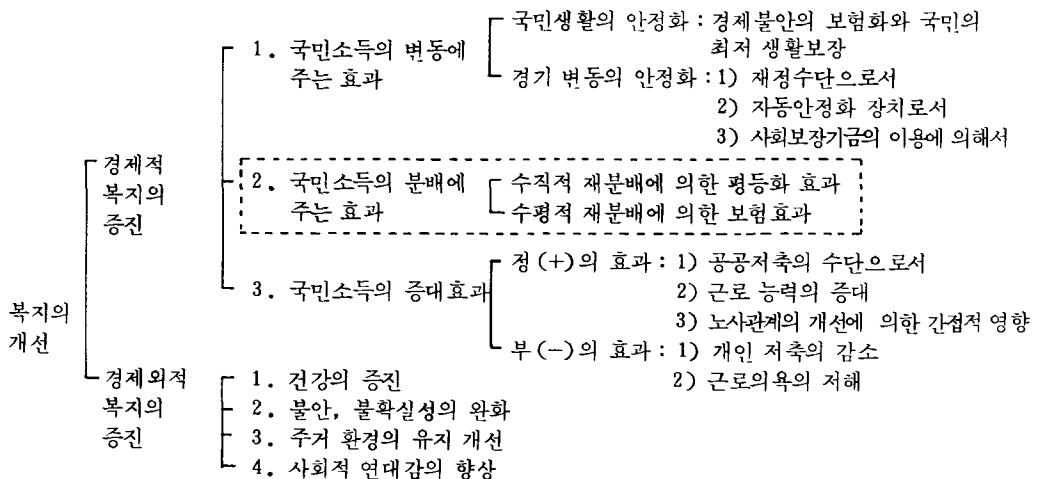 국민생활의 안정화 : 경제불안의 보험화와 국민의
1. 국민소득의 변동에
최저 생활보장
주는 효과
경기 변동의 안정화 : 1) 재정수단으로서
2) 자동안정화 장치로서
3) 사회보장기금의 이용에 의해서
경제적
복지의
증진
2. 국민소득의 분배에
수직적 재분배에 의한 평등화 효과
주는 효과
수평적 재분배에 의한 보험효과
정(+)의 효과 : 1) 공공저축의 수단으로서
3. 국민소득의 증대효과
2) 근로 능력의 증대
3) 노사관계의 개선에 의한 간접적 영향
복지의
개선
부(-)의 효과 : 1) 개인 저축의 감소
2) 근로의욕의 저해
경제외적
복지의
증진
1. 건강의 증진
2. 불안, 불확실성의 완화
3. 주거 환경의 유지 개선
4. 사회적 연대감의 향상